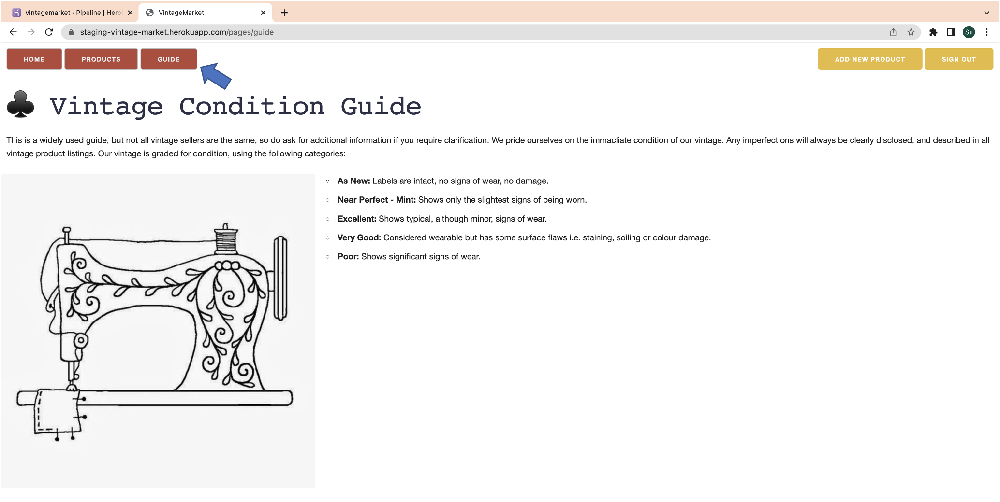 vintagemarket · Pipeline | Hero
VintageMarket
staging-vintage-market.herokuapp.com/pages/guide
Su
HOME
PRODUCTS
GUIDE
ADD NEW PRODUCT
SIGN OUT
Vintage Condition Guide
This is a widely used guide, but not all vintage sellers are the same, so do ask for additional information if you require clarification. We pride ourselves on the immacliate condition of our vintage. Any imperfections will always be clearly disclosed, and described in all
vintage product listings. Our vintage is graded for condition, using the following categories:
As New: Labels are intact, no signs of wear, no damage.
Near Perfect - Mint: Shows only the slightest signs of being worn.
Excellent: Shows typical, although minor, signs of wear.
Very Good: Considered wearable but has some surface flaws i.e. staining, soiling or colour damage.
Poor: Shows significant signs of wear.